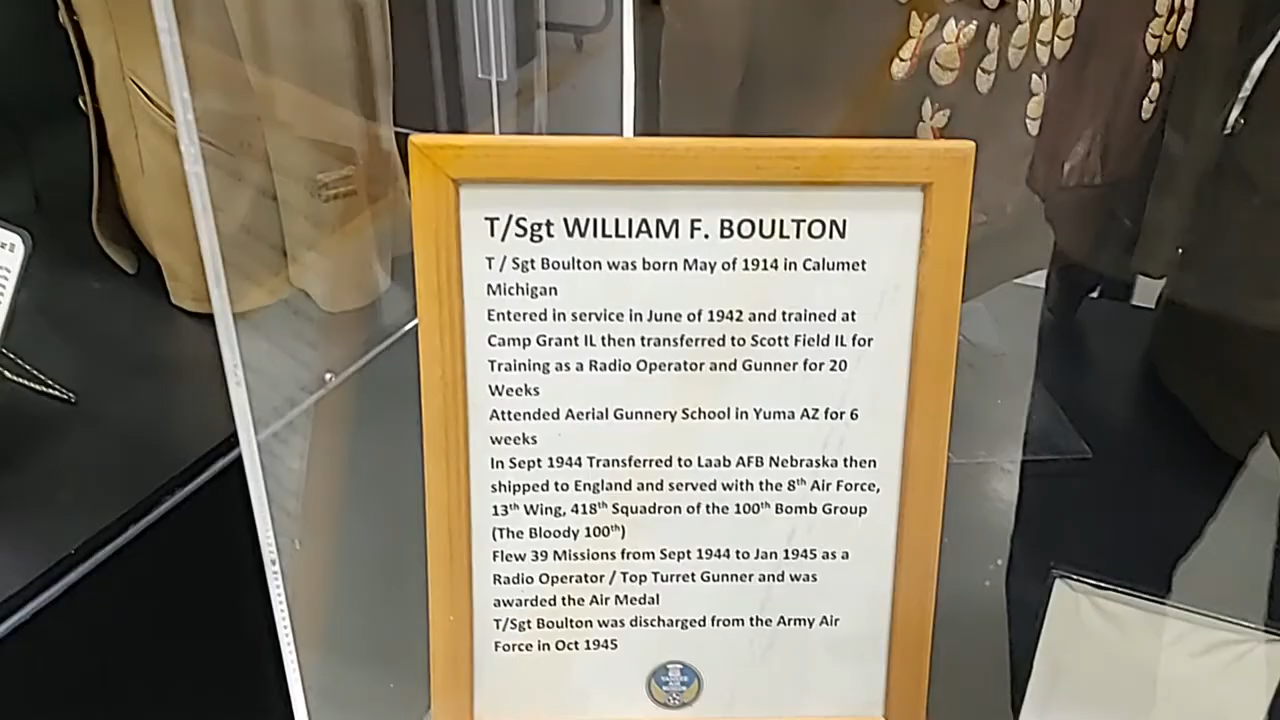 T/Sgt WILLIAM F. BOULTON
T / Sgt Boulton was born May of 1914 in Calumet
Michigan
Entered in service in June of 1942 and trained at
Camp Grant IL then transferred to Scott Field IL for
Training as a Radio Operator and Gunner for 20
Weeks
Attended Aerial Gunnery School in Yuma AZ for 6
weeks
In Sept 1944 Transferred to Laab AFB Nebraska then
shipped to England and served with the 8th Air Force,
13th Wing, 418th Squadron of the 100th Bomb Group
(The Bloody 100th)
Flew 39 Missions from Sept 1944 to Jan 1945 as a
Radio Operator / Top Turret Gunner and was
awarded the Air Medal
T/Sgt Boulton was discharged from the Army Air
Force in Oct 1945
YANKEE
AIR